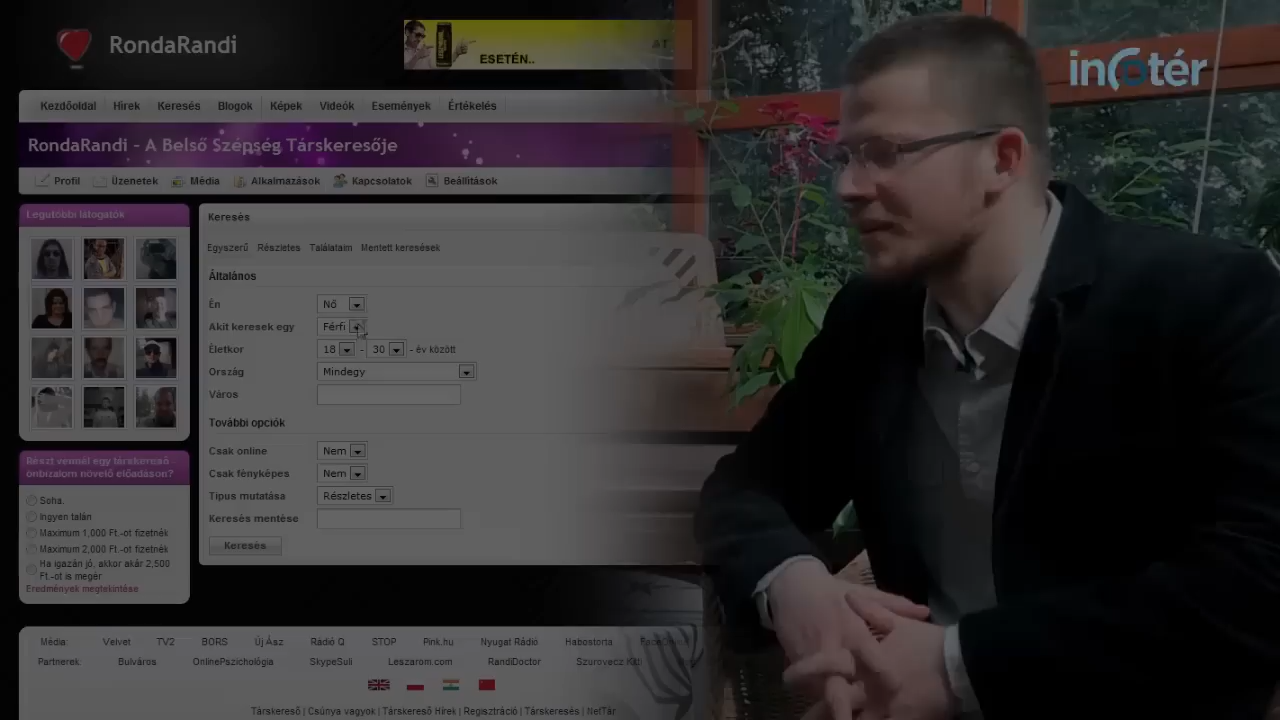 RondaRandi
ESETÉN..
incotér
Kezdőoldal Hírek Keresés Blogok Képek Videók Események Értékelés
RondaRandi - A Belső Szépség Társkeresője
Profil Üzenetek Média Alkalmazások Kapcsolatok Beállítások
Legutóbbi látogatók
Keresés
Egyszerű Részletes Találataim Mentett keresések
Általános
Én Nő
Akit keresek egy Férfi
Életkor 18 - 30 - év között
Ország Mindegy
Város
További opciók
Csak online Nem
Csak fényképes Nem
Típus mutatása Részletes
Keresés mentése
Keresés
Részt vennél egy társkereső -
önbizalom növelő előadáson?
Soha.
Ingyen talán
Maximum 1,000 Ft.-ot fizetnék
Maximum 2,000 Ft.-ot fizetnék
Ha igazán jó, akkor akár 2,500
Ft.-ot is megér
Eredmények megtekintése
Média: Velvet TV2 BORS Új Ász Rádió Q STOP Pink.hu Nyugat Rádió Habostorta
Partnerek: Bulváros OnlinePszichológia SkypeSuli Leszarom.com RandiDoctor Szurovecz Kitti
Társkereső | Csúnya vagyok | Társkereső Hírek | Regisztráció | Társkeresés | NetTár